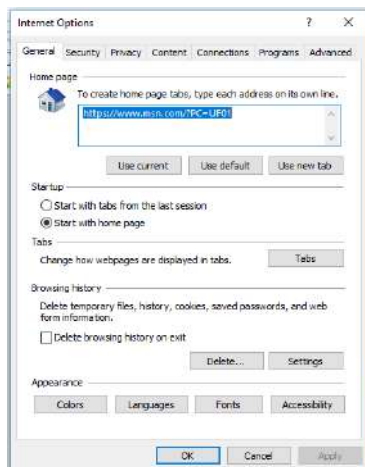 Internet Options ? ×
General Security Privacy Content Connections Programs Advanced
Home page
To create home page tabs, type each address on its own line.
https://www.msn.com/?PC=UF01
Use current Use default Use new tab
Startup
Start with tabs from the last session
Start with home page
Tabs
Change how webpages are displayed in tabs. Tabs
Browsing history
Delete temporary files, history, cookies, saved passwords, and web
form information.
Delete browsing history on exit
Delete... Settings
Appearance
Colors Languages Fonts Accessibility
OK Cancel Apply